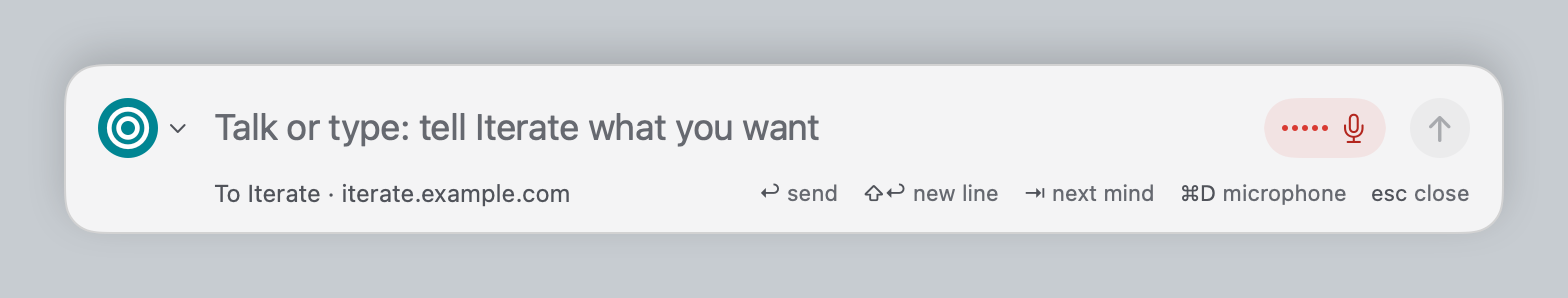 Talk or type: tell Iterate what you want
To Iterate · iterate.example.com ↩ send ⇧↩ new line ⇥ next mind ⌘D microphone esc close